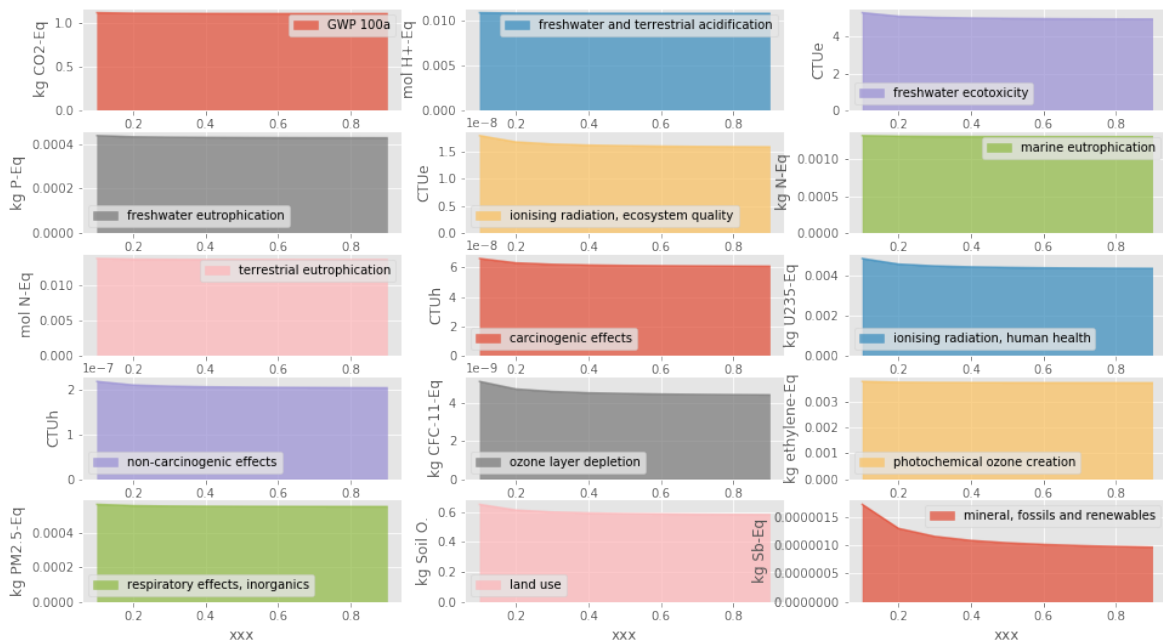 GWP 100a
kg CO2-Eq
1.0
0.5
0.0
0.2 0.4 0.6 0.8
freshwater and terrestrial acidification
mol H+-Eq
0.010
0.005
0.000
0.2 0.4 0.6 0.8
freshwater ecotoxicity
CTUe
4
2
0
0.2 0.4 0.6 0.8
freshwater eutrophication
kg P-Eq
0.0004
0.0002
0.0000
0.2 0.4 0.6 0.8
1e−8
ionising radiation, ecosystem quality
CTUe
1.5
1.0
0.5
0.0
0.2 0.4 0.6 0.8
marine eutrophication
kg N-Eq
0.0010
0.0005
0.0000
0.2 0.4 0.6 0.8
terrestrial eutrophication
mol N-Eq
0.010
0.005
0.000
0.2 0.4 0.6 0.8
1e−8
carcinogenic effects
CTUh
6
4
2
0
0.2 0.4 0.6 0.8
ionising radiation, human health
kg U235-Eq
0.004
0.002
0.000
0.2 0.4 0.6 0.8
1e−7
non-carcinogenic effects
CTUh
2
1
0
0.2 0.4 0.6 0.8
1e−9
ozone layer depletion
kg CFC-11-Eq
4
2
0
0.2 0.4 0.6 0.8
photochemical ozone creation
kg ethylene-Eq
0.003
0.002
0.001
0.000
0.2 0.4 0.6 0.8
respiratory effects, inorganics
kg PM2.5-Eq
0.0004
0.0002
0.0000
0.2 0.4 0.6 0.8
xxx
land use
kg Soil O.
0.6
0.4
0.2
0.0
0.2 0.4 0.6 0.8
xxx
mineral, fossils and renewables
kg Sb-Eq
0.0000015
0.0000010
0.0000005
0.0000000
0.2 0.4 0.6 0.8
xxx